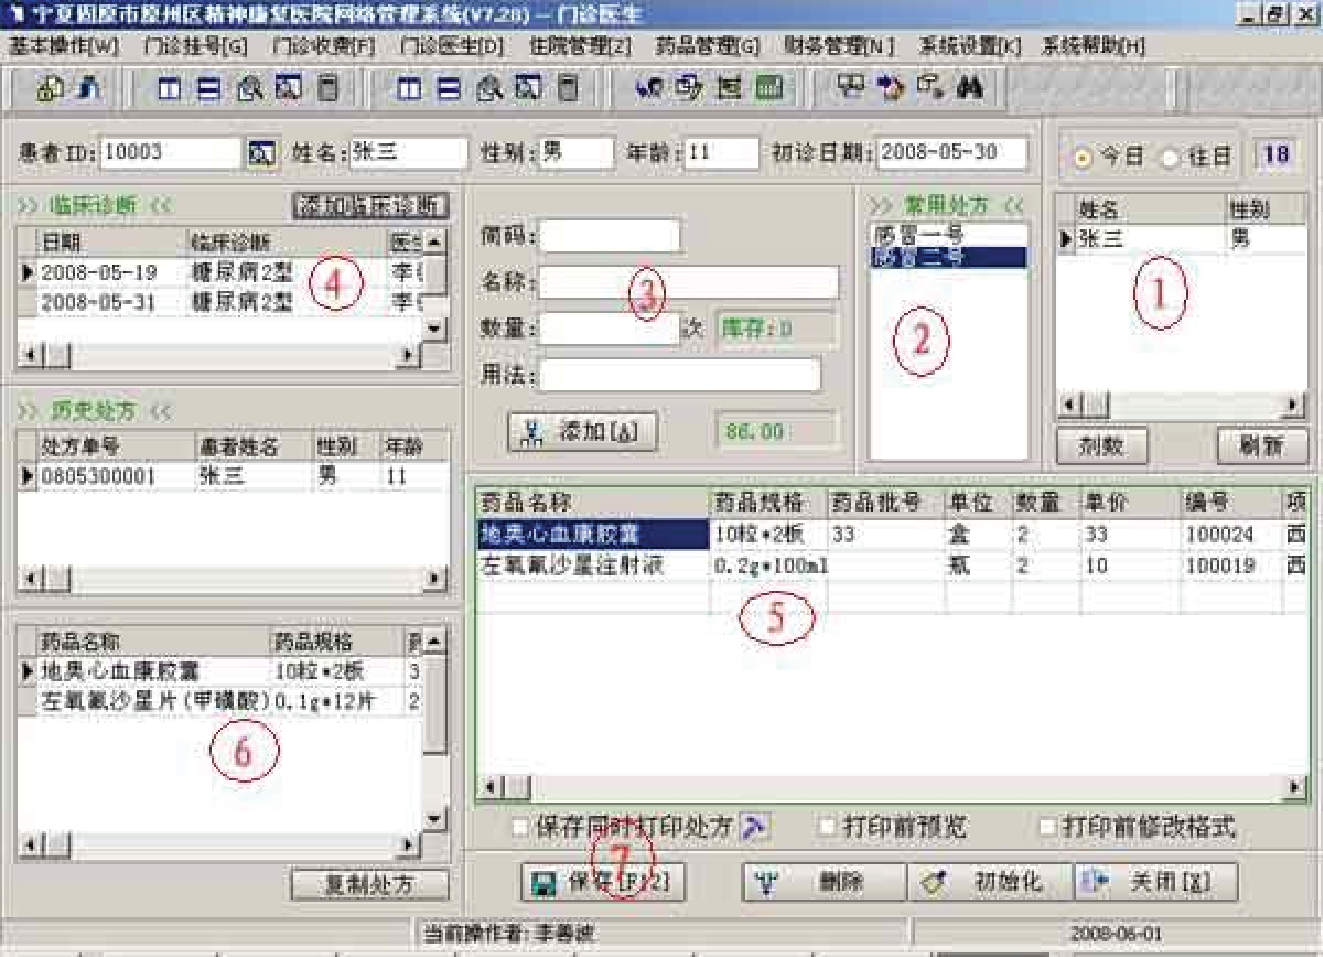 宁夏固原市原州区精神康复医院网络管理系统(V7.28) — 门诊医生
基本操作[W] 门诊挂号[G] 门诊收费[F] 门诊医生[D] 住院管理[Z] 药品管理[G] 财务管理[N] 系统设置[K] 系统帮助[H]
患者ID: 10003 姓名: 张三 性别: 男 年龄: 11 初诊日期: 2008-05-30 今日 往日 18
>> 临床诊断 << 添加临床诊断
日期 临床诊断 医生
2008-05-19 糖尿病2型 李
2008-05-31 糖尿病2型 李
4
简码:
名称:
3
数量: 次 库存: 0
用法:
添加[A] 86.00
>> 常用处方 <<
感冒一号
感冒二号
2
姓名 性别
张三 男
1
剂数 刷新
>> 历史处方 <<
处方单号 患者姓名 性别 年龄
0805300001 张三 男 11
药品名称 药品规格 药品批号 单位 数量 单价 编号 项
地奥心血康胶囊 10粒*2板 33 盒 2 33 100024 西
左氧氟沙星注射液 0.2g*100ml 瓶 2 10 100019 西
5
药品名称 药品规格
地奥心血康胶囊 10粒*2板 3
左氧氟沙星片(甲磺酸) 0.1g*12片 2
6
复制处方
保存同时打印处方 打印前预览 打印前修改格式
7
保存[F12] 删除 初始化 关闭[X]
当前操作者: 李善波 2008-06-01